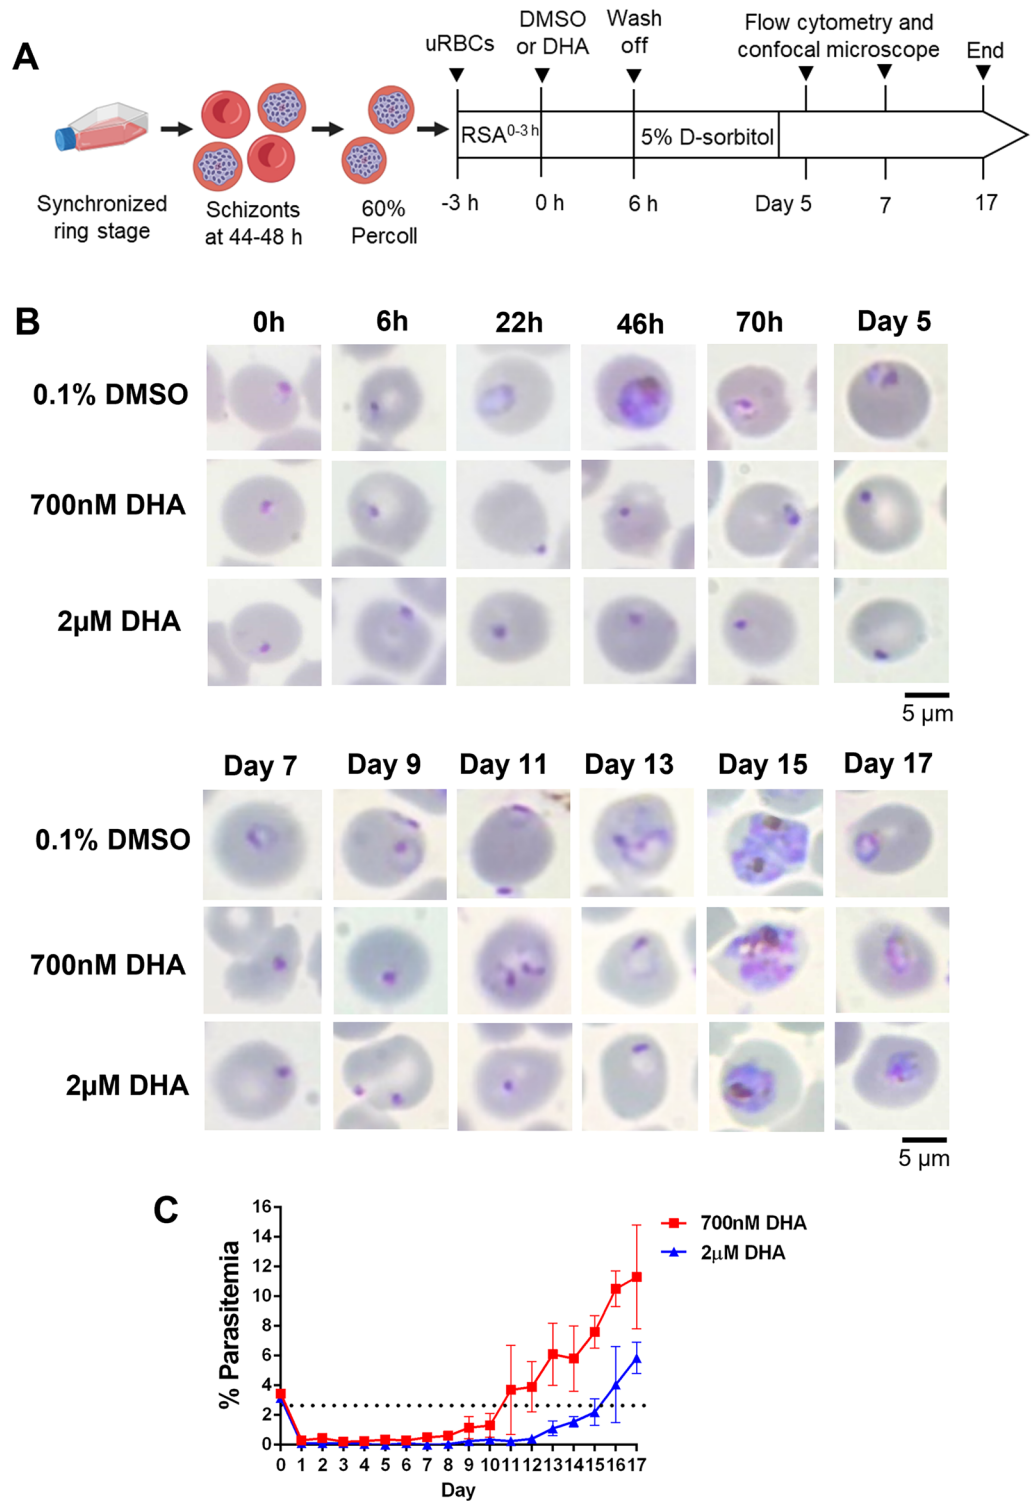 A
uRBCs
DMSO
or DHA
Wash
off
Flow cytometry and
confocal microscope
End
RSA0-3 h
5% D-sorbitol
-3 h
0 h
6 h
Day 5
7
17
Synchronized
ring stage
Schizonts
at 44-48 h
60%
Percoll
B
0h 6h 22h 46h 70h Day 5
0.1% DMSO
700nM DHA
2µM DHA
5 µm
Day 7 Day 9 Day 11 Day 13 Day 15 Day 17
0.1% DMSO
700nM DHA
2µM DHA
5 µm
C
% Parasitemia
16
14
12
10
8
6
4
2
0
0 1 2 3 4 5 6 7 8 9 10 11 12 13 14 15 16 17
Day
700nM DHA
2µM DHA